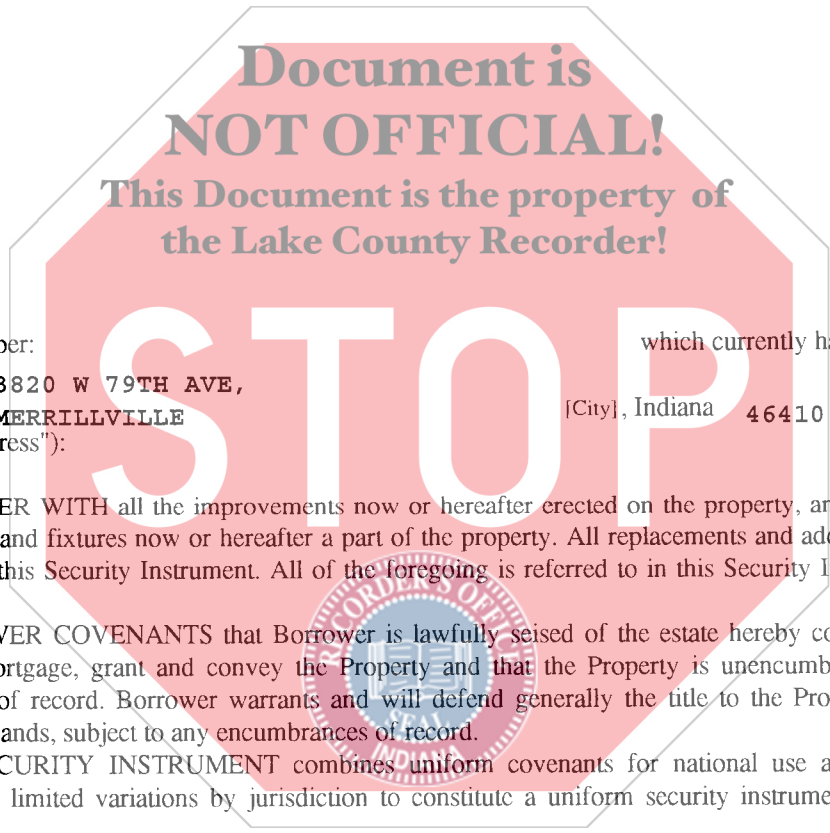 Document is
NOT OFFICIAL!
This Document is the property of
the Lake County Recorder!
STOP
ber: which currently ha
3820 W 79TH AVE,
MERRILLVILLE [City], Indiana 46410
ress"):
ER WITH all the improvements now or hereafter erected on the property, an
and fixtures now or hereafter a part of the property. All replacements and add
this Security Instrument. All of the foregoing is referred to in this Security I
VER COVENANTS that Borrower is lawfully seised of the estate hereby co
ortgage, grant and convey the Property and that the Property is unencumb
of record. Borrower warrants and will defend generally the title to the Pro
ands, subject to any encumbrances of record.
CURITY INSTRUMENT combines uniform covenants for national use a
limited variations by jurisdiction to constitute a uniform security instrume
RECORDER'S OFFICE
SEAL
INDIANA